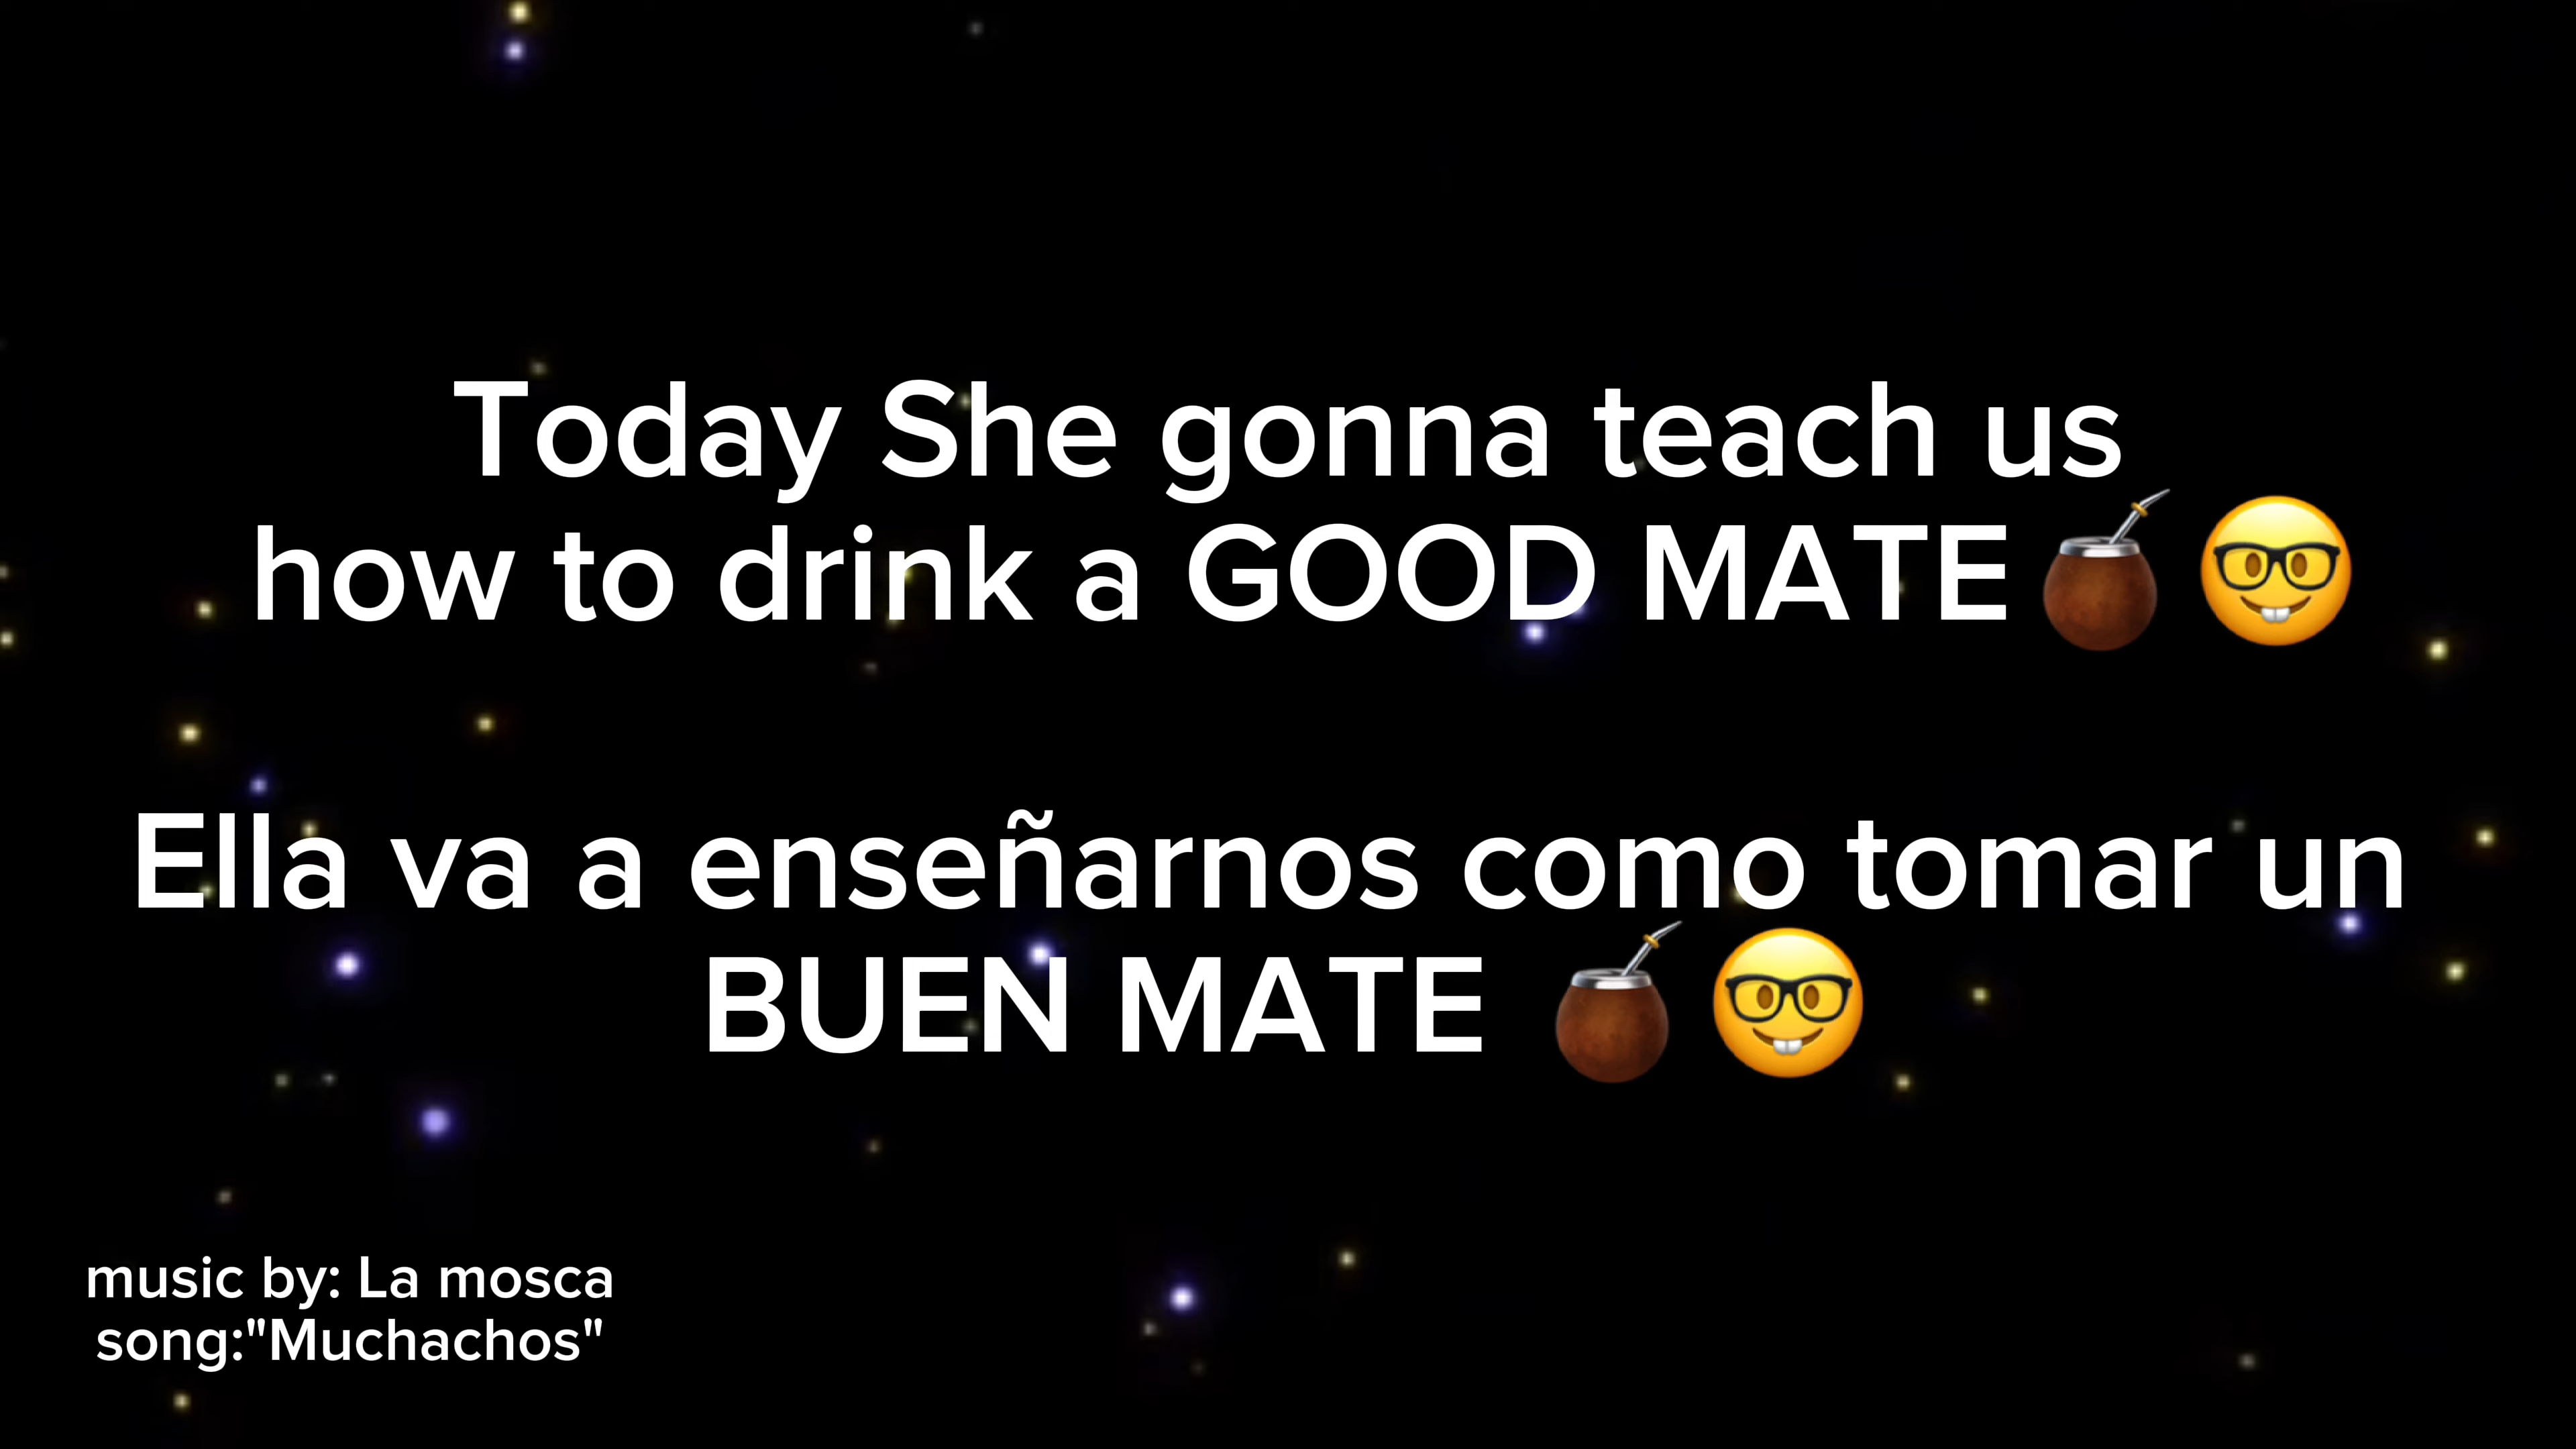 Today She gonna teach us
how to drink a GOOD MATE🧉🤓
Ella va a enseñarnos como tomar un
BUEN MATE 🧉🤓
music by: La mosca
song:"Muchachos"